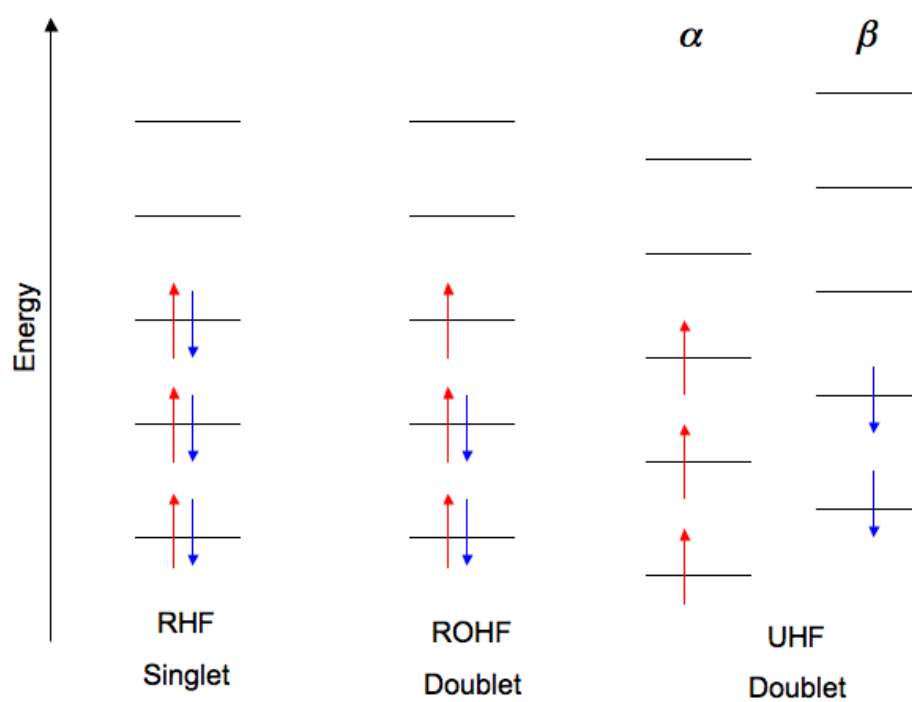 α
β
Energy
RHF
Singlet
ROHF
Doublet
UHF
Doublet